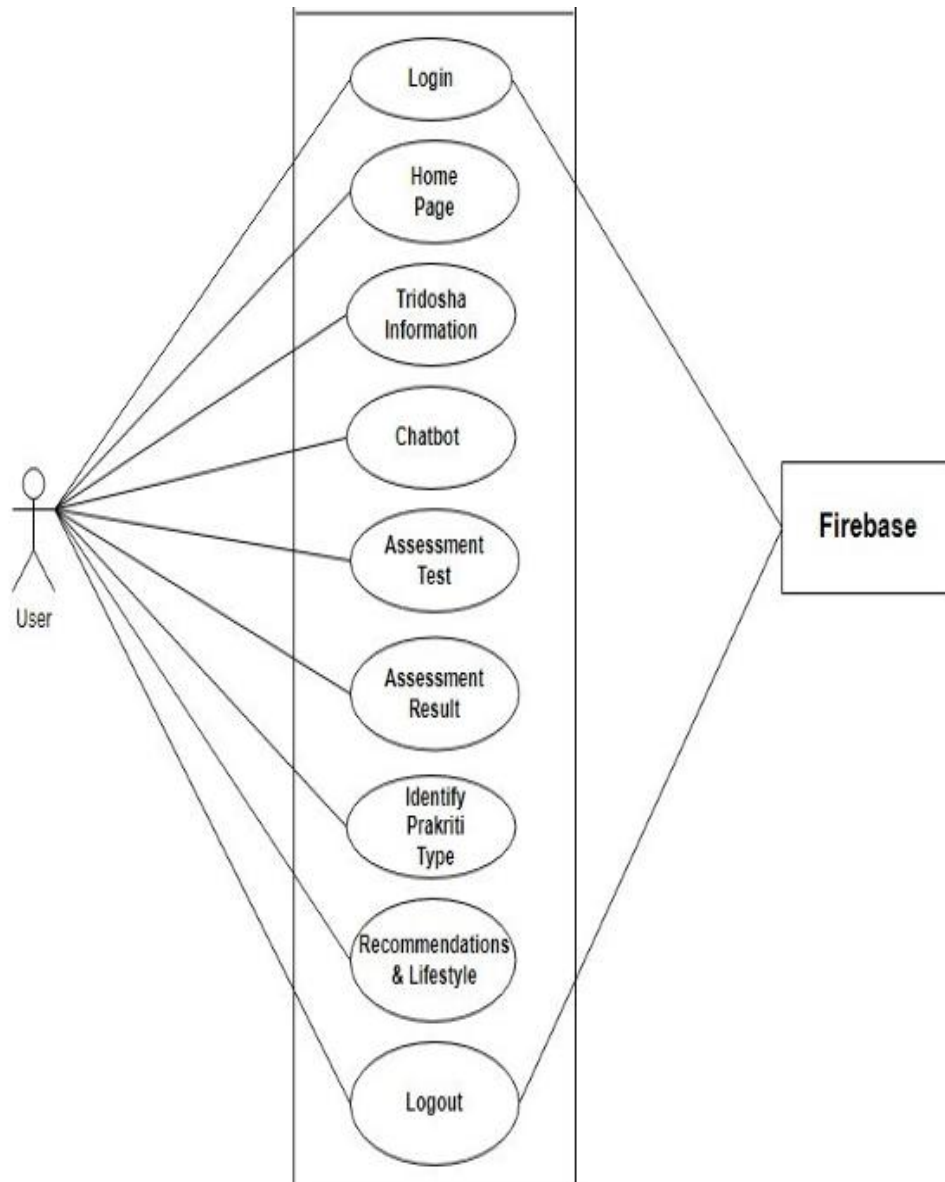 Login
Home
Page
Tridosha
Information
Chatbot
Assessment
Test
User
Firebase
Assessment
Result
Identify
Prakriti
Type
Recommendations
& Lifestyle
Logout